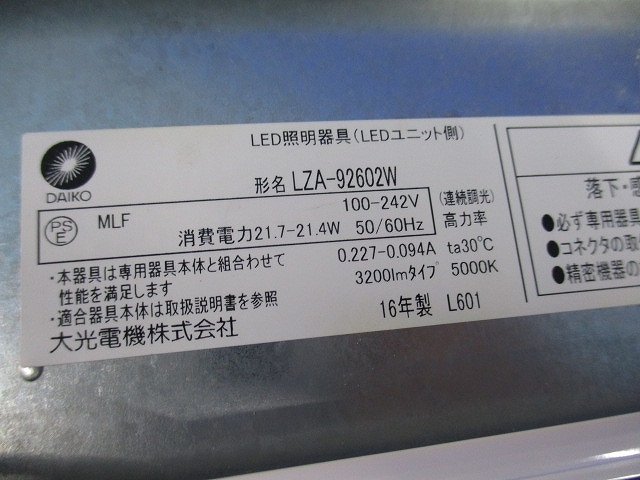 LED照明器具(LEDユニット側)
DAIKO
形名 LZA-92602W
PS
E
MLF
100-242V
消費電力21.7-21.4W 50/60Hz
(連続調光)
高力率
0.227-0.094A ta30℃
3200lmタイプ 5000K
・本器具は専用器具本体と組合わせて
性能を満足します
・適合器具本体は取扱説明書を参照
16年製 L601
大光電機株式会社
落下・感
●必ず専用器
●コネクタの取
●精密機器の